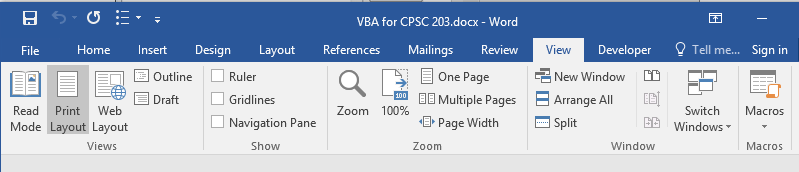 VBA for CPSC 203.docx - Word
File Home Insert Design Layout References Mailings Review View Developer Tell me... Sign in
Read Mode
Print Layout
Web Layout
Outline
Draft
Views
Ruler
Gridlines
Navigation Pane
Show
Zoom
100
100%
One Page
Multiple Pages
Page Width
Zoom
New Window
Arrange All
Split
Switch Windows
Window
Macros
Macros